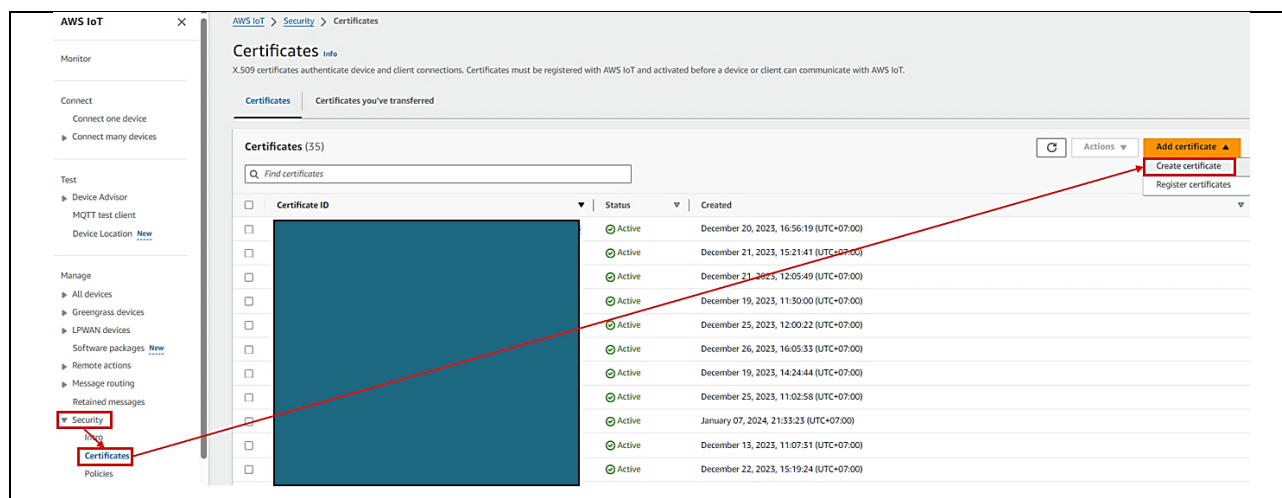 AWS IoT
Monitor
Connect
Connect one device
Connect many devices
Test
Device Advisor
MQTT test client
Device Location New
Manage
All devices
Greengrass devices
LPWAN devices
Software packages New
Remote actions
Message routing
Retained messages
Security
Intro
Certificates
Policies
AWS IoT > Security > Certificates
Certificates Info
X.509 certificates authenticate device and client connections. Certificates must be registered with AWS IoT and activated before a device or client can communicate with AWS IoT.
Certificates Certificates you've transferred
Certificates (35)
Actions Add certificate
Create certificate
Register certificates
Find certificates
Certificate ID Status Created
Active December 20, 2023, 16:56:19 (UTC+07:00)
Active December 21, 2023, 15:21:41 (UTC+07:00)
Active December 21, 2023, 12:05:49 (UTC+07:00)
Active December 19, 2023, 11:30:00 (UTC+07:00)
Active December 25, 2023, 12:00:22 (UTC+07:00)
Active December 26, 2023, 16:05:33 (UTC+07:00)
Active December 19, 2023, 14:24:44 (UTC+07:00)
Active December 25, 2023, 11:02:58 (UTC+07:00)
Active January 07, 2024, 21:33:23 (UTC+07:00)
Active December 13, 2023, 11:07:31 (UTC+07:00)
Active December 22, 2023, 15:19:24 (UTC+07:00)